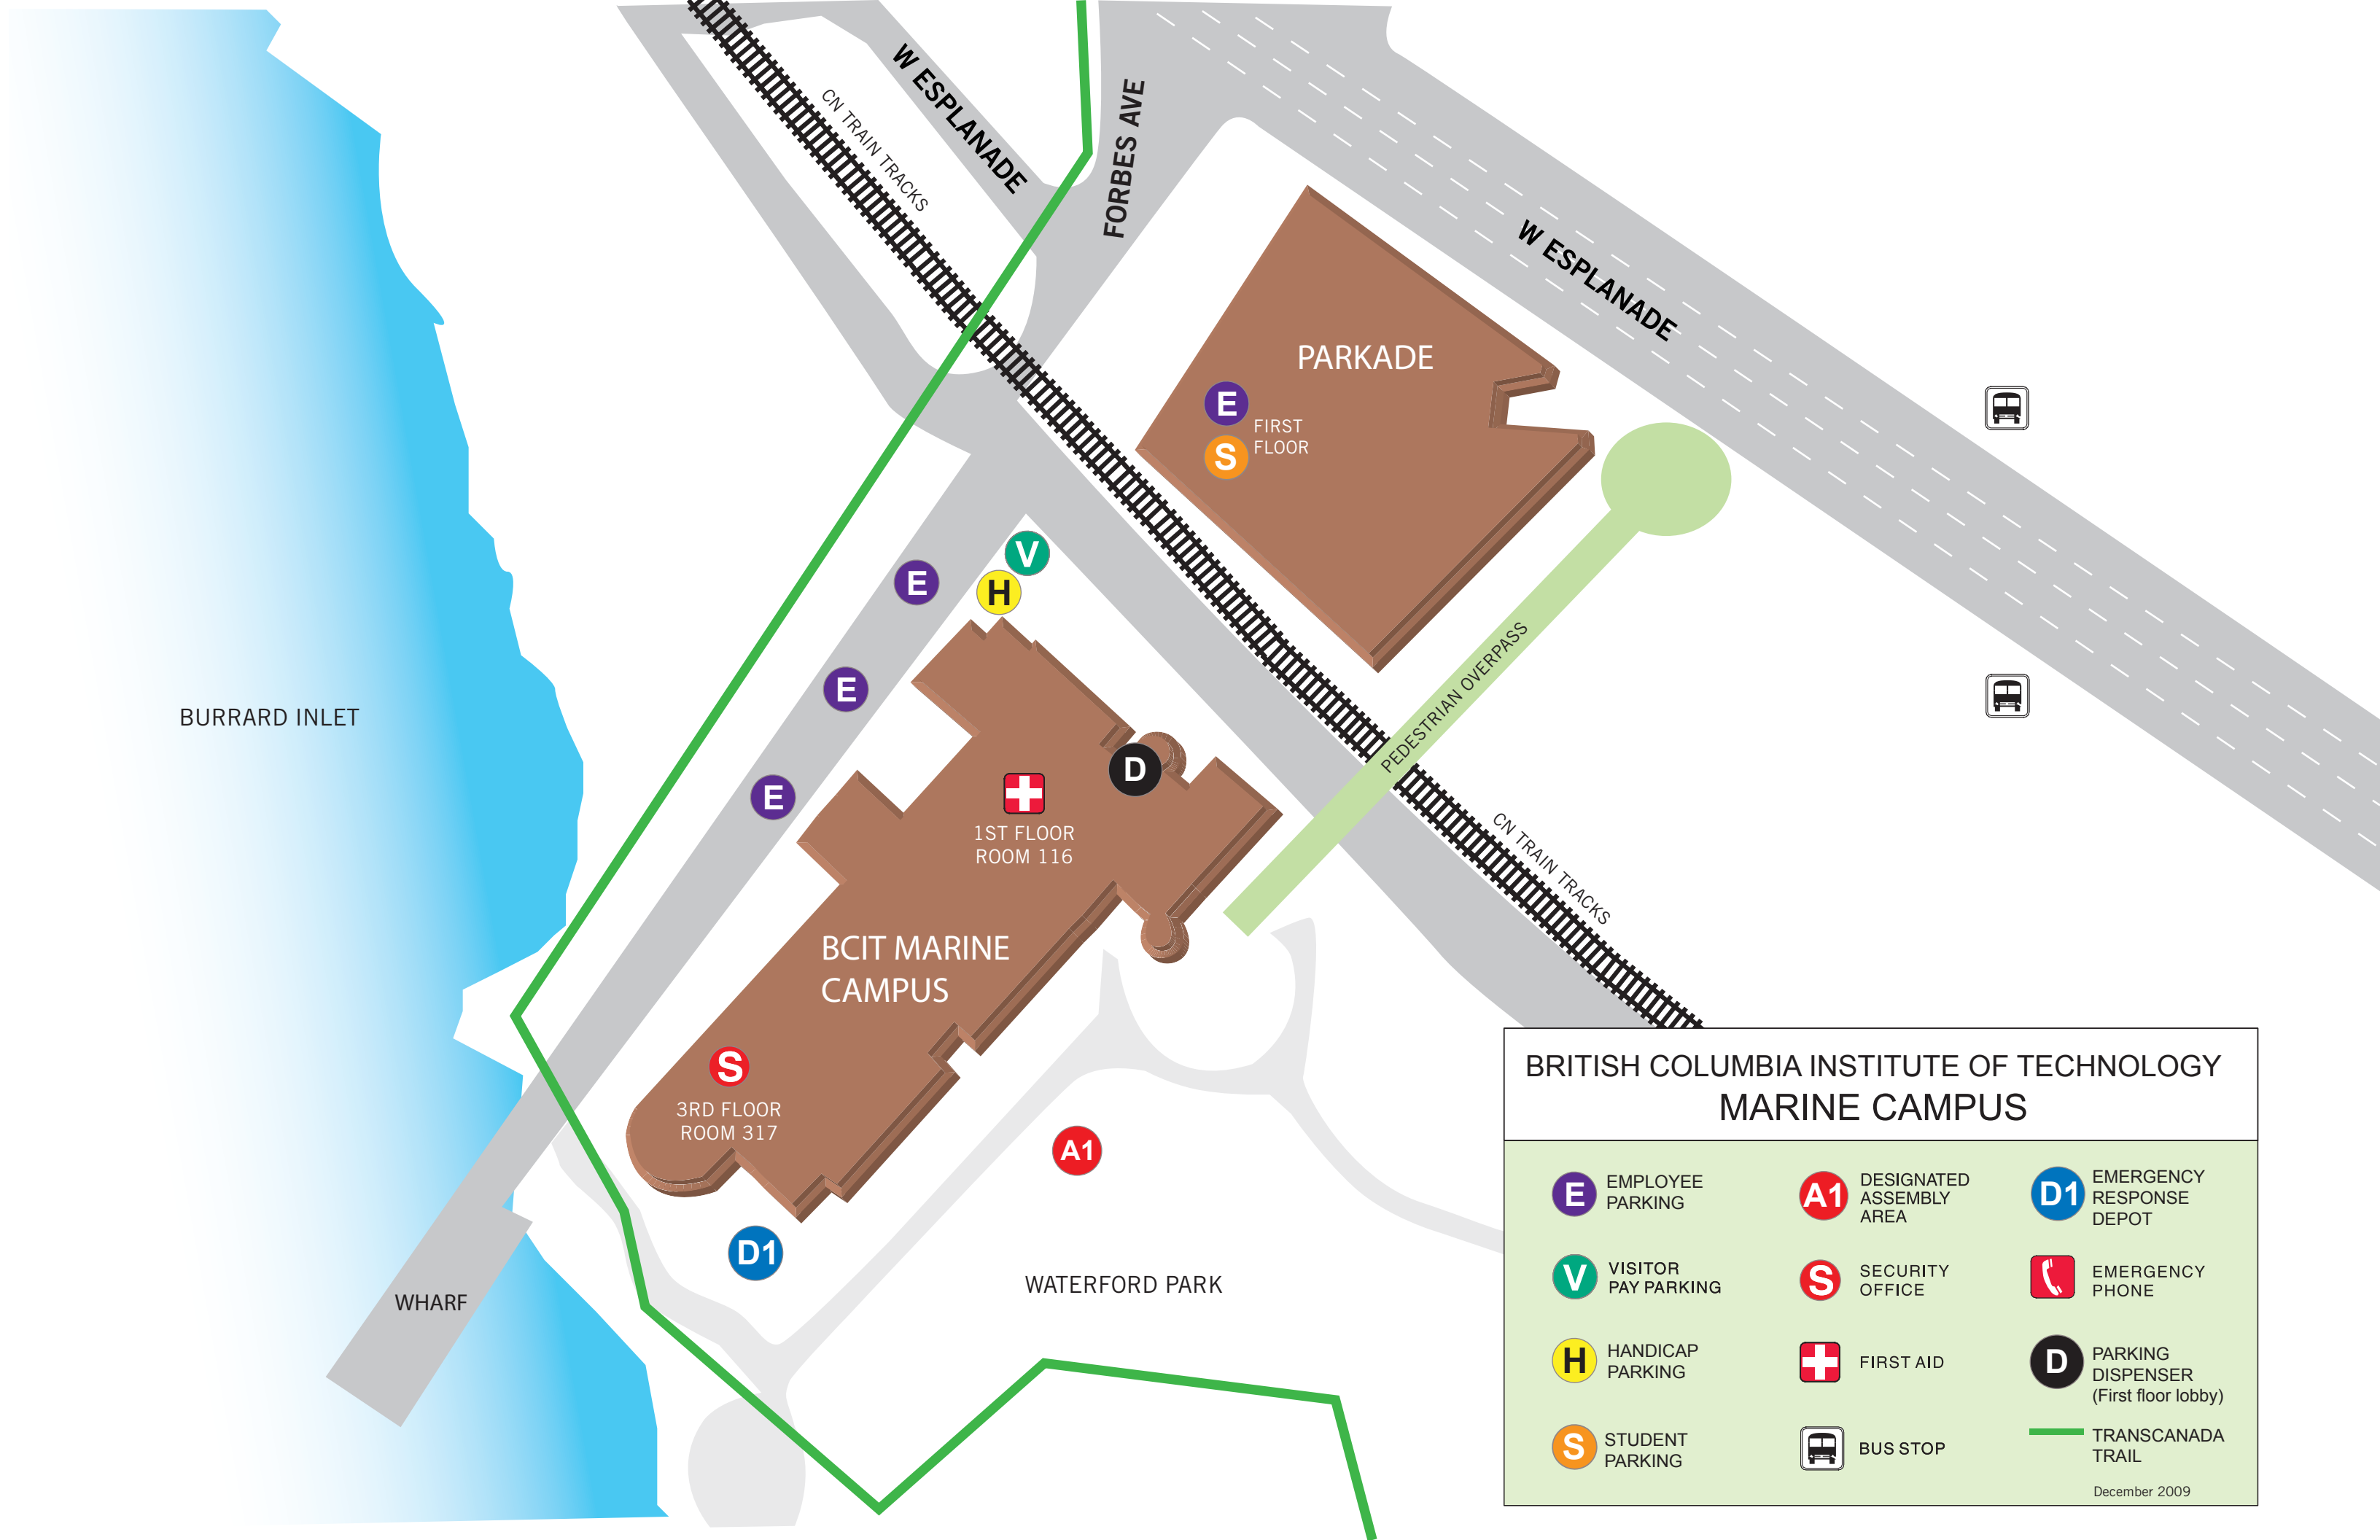 W ESPLANADE
CN TRAIN TRACKS
FORBES AVE
W ESPLANADE
PARKADE
E
FIRST
FLOOR
S
V
E
H
E
PEDESTRIAN OVERPASS
BURRARD INLET
D
E
1ST FLOOR
ROOM 116
CN TRAIN TRACKS
BCIT MARINE
CAMPUS
S
3RD FLOOR
ROOM 317
A1
D1
WATERFORD PARK
WHARF
BRITISH COLUMBIA INSTITUTE OF TECHNOLOGY
MARINE CAMPUS
E
EMPLOYEE
PARKING
V
VISITOR
PAY PARKING
H
HANDICAP
PARKING
S
STUDENT
PARKING
A1
DESIGNATED
ASSEMBLY
AREA
S
SECURITY
OFFICE
FIRST AID
BUS STOP
D1
EMERGENCY
RESPONSE
DEPOT
EMERGENCY
PHONE
D
PARKING
DISPENSER
(First floor lobby)
TRANSCANADA
TRAIL
December 2009